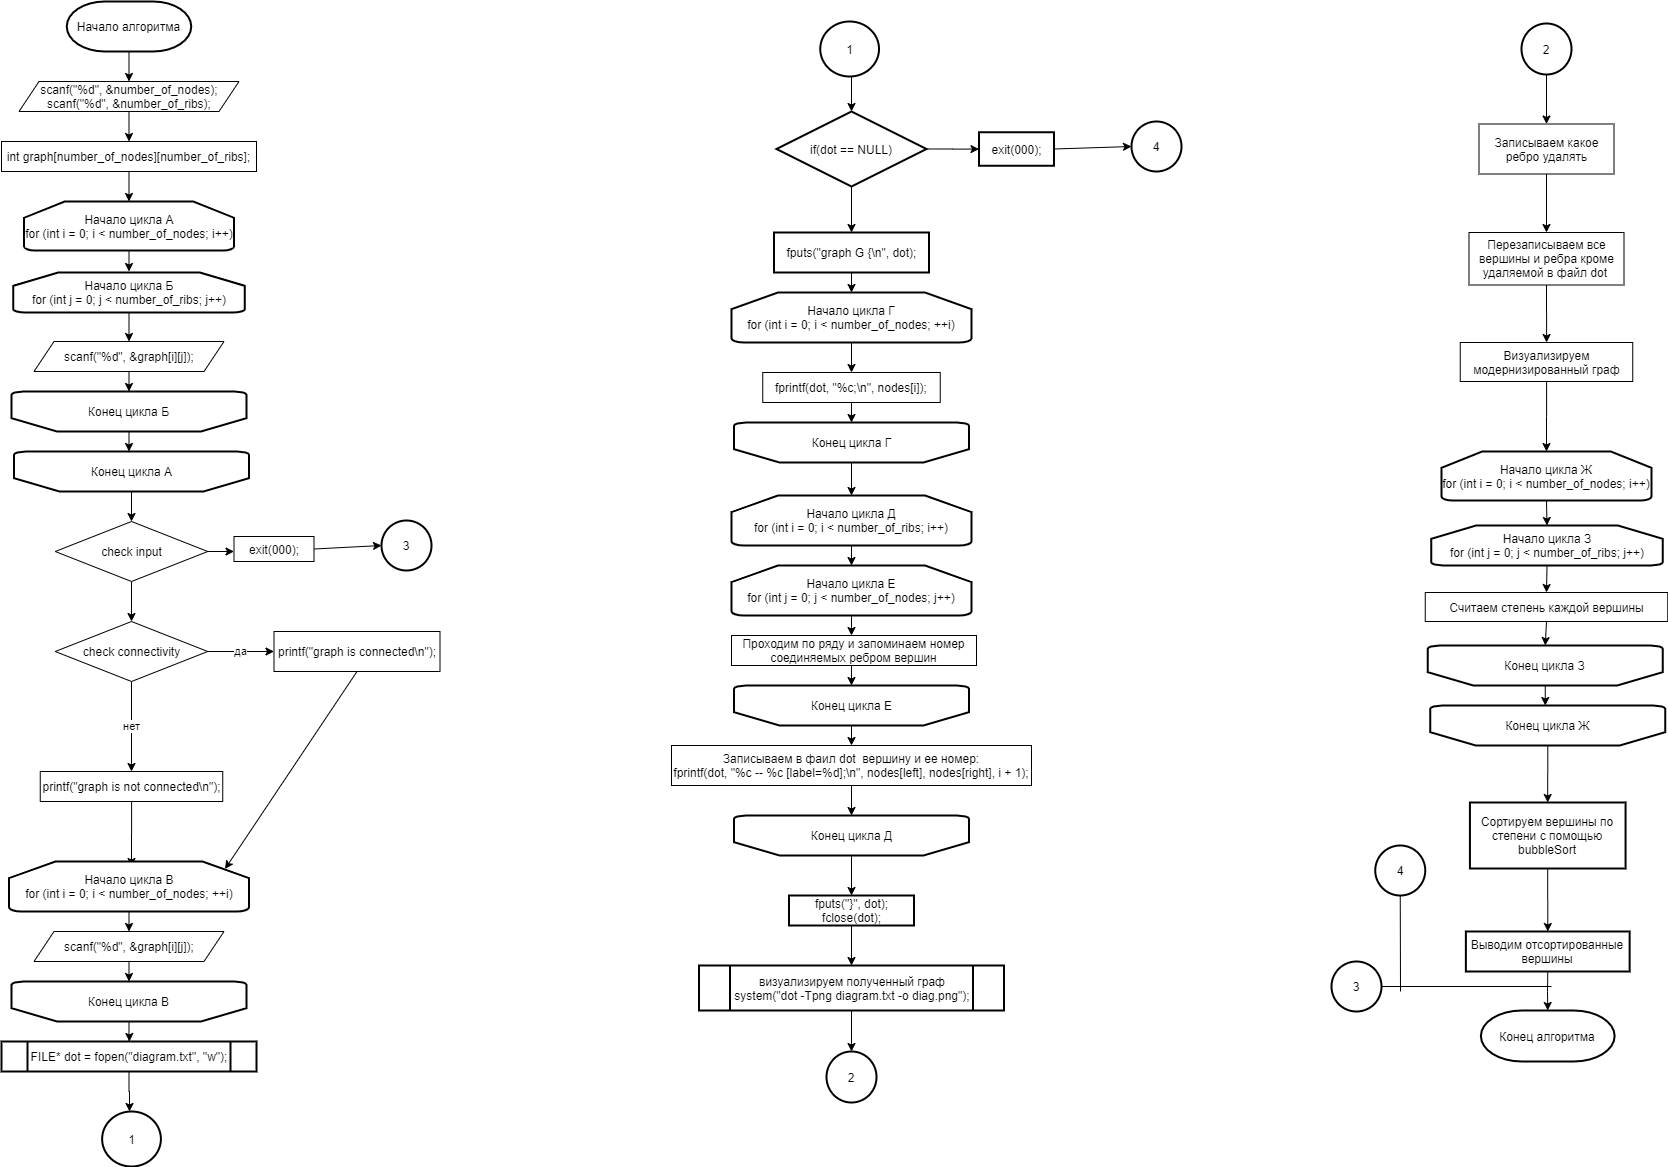 Начало алгоритма
scanf("%d", &number_of_nodes);
scanf("%d", &number_of_ribs);
int graph[number_of_nodes][number_of_ribs];
Начало цикла А
for (int i = 0; i < number_of_nodes; i++)
Начало цикла Б
for (int j = 0; j < number_of_ribs; j++)
scanf("%d", &graph[i][j]);
Конец цикла Б
Конец цикла А
check input
exit(000);
3
check connectivity
да
printf("graph is connected\n");
нет
printf("graph is not connected\n");
Начало цикла В
for (int i = 0; i < number_of_nodes; ++i)
scanf("%d", &graph[i][j]);
Конец цикла В
FILE* dot = fopen("diagram.txt", "w");
1
1
if(dot == NULL)
exit(000);
4
fputs("graph G {\n", dot);
Начало цикла Г
for (int i = 0; i < number_of_nodes; ++i)
fprintf(dot, "%c;\n", nodes[i]);
Конец цикла Г
Начало цикла Д
for (int i = 0; i < number_of_ribs; i++)
Начало цикла Е
for (int j = 0; j < number_of_nodes; j++)
Проходим по ряду и запоминаем номер
соединяемых ребром вершин
Конец цикла Е
Записываем в фаил dot вершину и ее номер:
fprintf(dot, "%c -- %c [label=%d];\n", nodes[left], nodes[right], i + 1);
Конец цикла Д
fputs("}", dot);
fclose(dot);
визуализируем полученный граф
system("dot -Tpng diagram.txt -o diag.png");
2
2
Записываем какое
ребро удалять
Перезаписываем все
вершины и ребра кроме
удаляемой в файл dot
Визуализируем
модернизированный граф
Начало цикла Ж
for (int i = 0; i < number_of_nodes; i++)
Начало цикла З
for (int j = 0; j < number_of_ribs; j++)
Считаем степень каждой вершины
Конец цикла З
Конец цикла Ж
Сортируем вершины по
степени с помощью
bubbleSort
4
Выводим отсортированные
вершины
3
Конец алгоритма